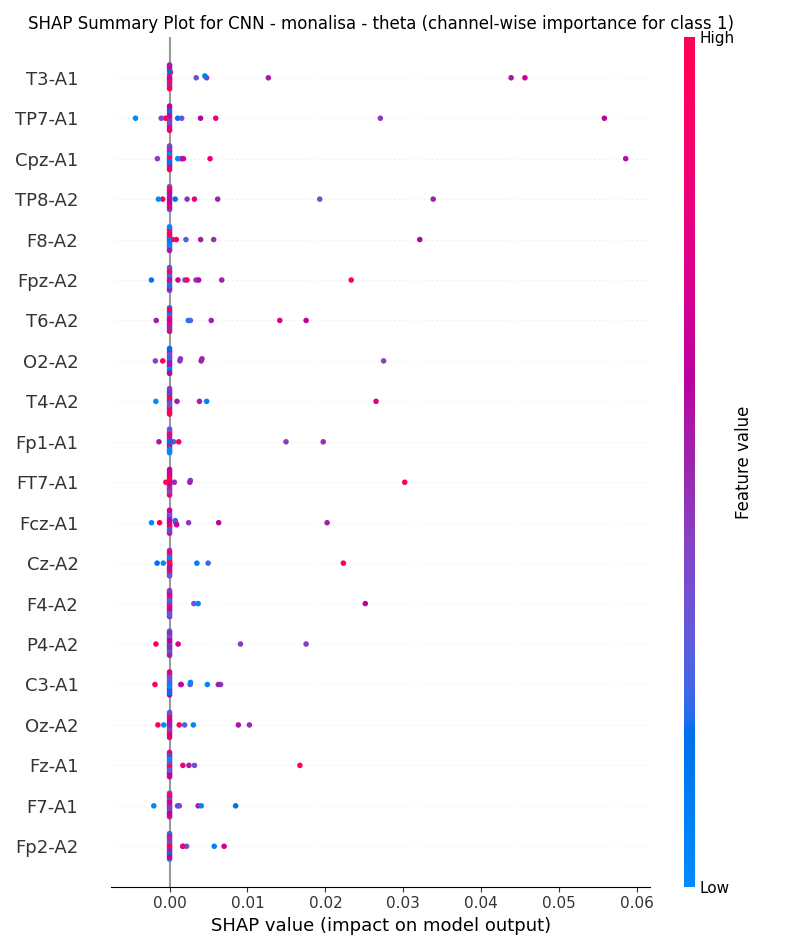 SHAP Summary Plot for CNN - monalisa - theta (channel-wise importance for class 1)
High
T3-A1
TP7-A1
Cpz-A1
TP8-A2
F8-A2
Fpz-A2
T6-A2
O2-A2
T4-A2
Fp1-A1
FT7-A1
Fcz-A1
Cz-A2
F4-A2
P4-A2
C3-A1
Oz-A2
Fz-A1
F7-A1
Fp2-A2
Feature value
Low
0.00 0.01 0.02 0.03 0.04 0.05 0.06
SHAP value (impact on model output)